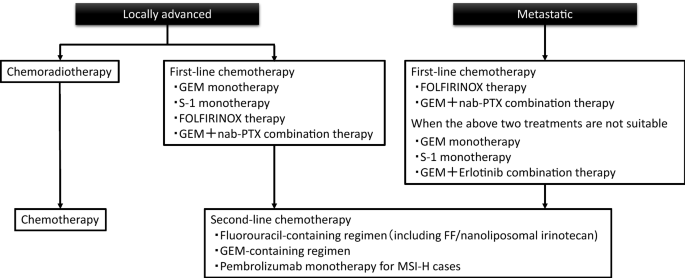 Locally advanced
Metastatic
Chemoradiotherapy
First-line chemotherapy
・GEM monotherapy
・S-1 monotherapy
・FOLFIRINOX therapy
・GEM＋nab-PTX combination therapy
First-line chemotherapy
・FOLFIRINOX therapy
・GEM＋nab-PTX combination therapy
When the above two treatments are not suitable
・GEM monotherapy
・S-1 monotherapy
・GEM＋Erlotinib combination therapy
Chemotherapy
Second-line chemotherapy
・Fluorouracil-containing regimen（including FF/nanoliposomal irinotecan）
・GEM-containing regimen
・Pembrolizumab monotherapy for MSI-H cases